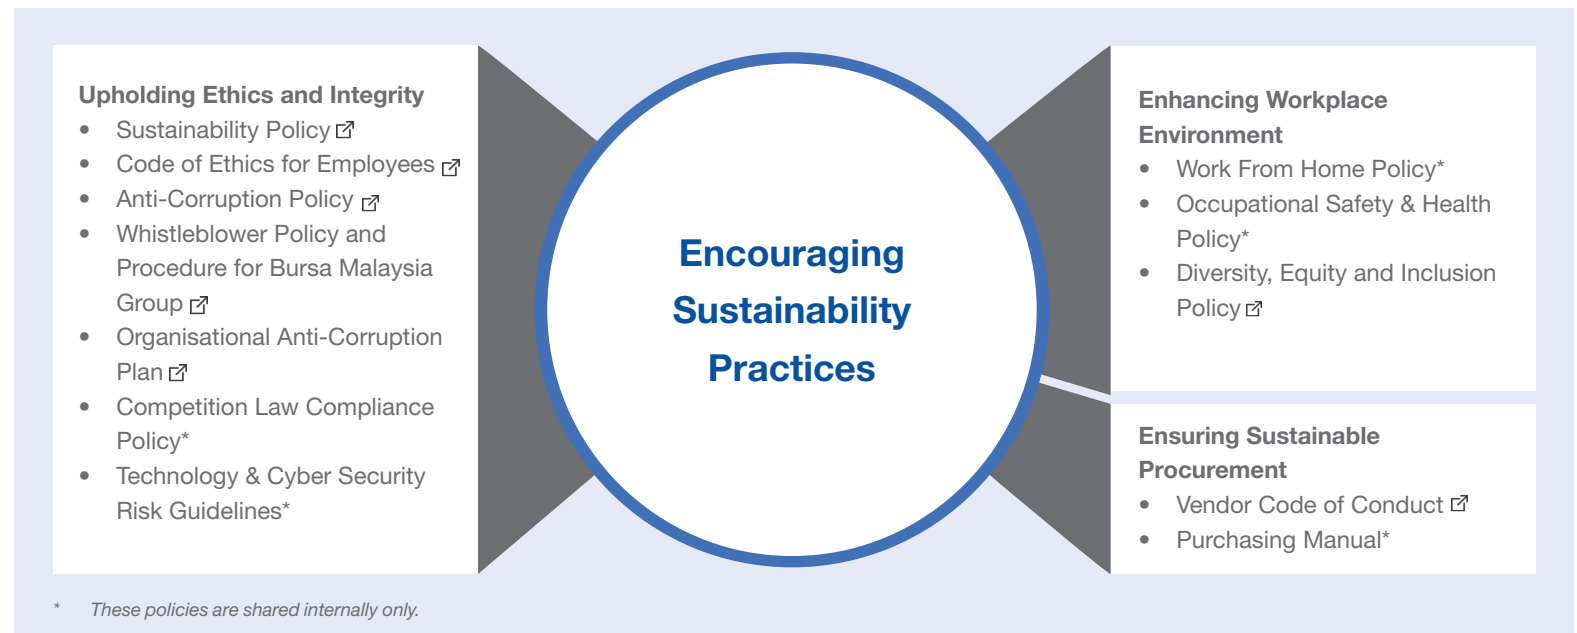 Upholding Ethics and Integrity
• Sustainability Policy
• Code of Ethics for Employees
• Anti-Corruption Policy
• Whistleblower Policy and
Procedure for Bursa Malaysia
Group
• Organisational Anti-Corruption
Plan
• Competition Law Compliance
Policy*
• Technology & Cyber Security
Risk Guidelines*
Encouraging
Sustainability
Practices
Enhancing Workplace
Environment
• Work From Home Policy*
• Occupational Safety & Health
Policy*
• Diversity, Equity and Inclusion
Policy
Ensuring Sustainable
Procurement
• Vendor Code of Conduct
• Purchasing Manual*
* These policies are shared internally only.